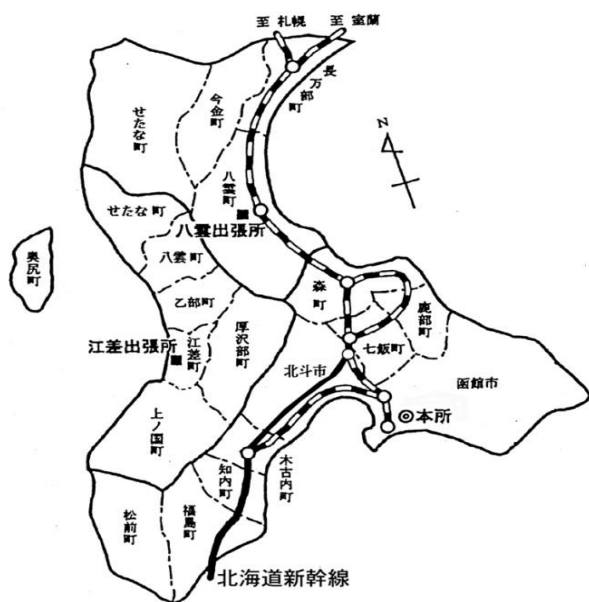 至 札幌
至 室蘭
長万部町
今金町
せたな町
N
八雲町
せたな町
八雲出張所
八雲町
奥尻町
森町
鹿部町
乙部町
厚沢部町
七飯町
江差出張所
江差町
北斗市
函館市
◎本所
上ノ国町
木古内町
知内町
福島町
松前町
北海道新幹線